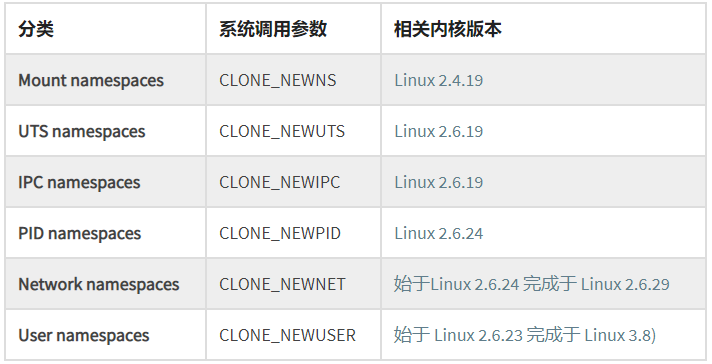 分类 系统调用参数 相关内核版本
Mount namespaces CLONE_NEWNS Linux 2.4.19
UTS namespaces CLONE_NEWUTS Linux 2.6.19
IPC namespaces CLONE_NEWIPC Linux 2.6.19
PID namespaces CLONE_NEWPID Linux 2.6.24
Network namespaces CLONE_NEWNET 始于Linux 2.6.24 完成于 Linux 2.6.29
User namespaces CLONE_NEWUSER 始于 Linux 2.6.23 完成于 Linux 3.8)